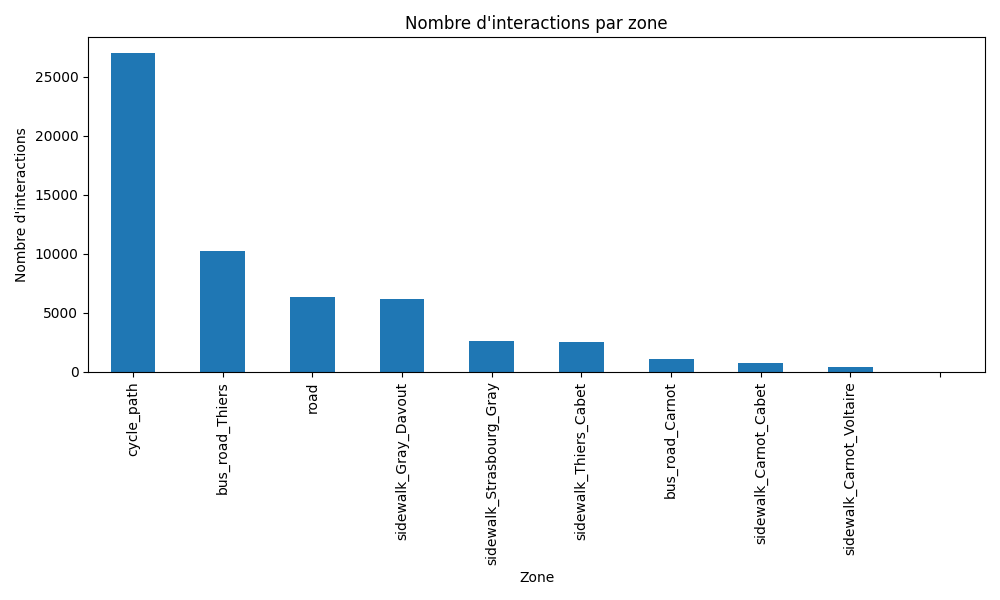 Nombre d'interactions par zone
Nombre d'interactions
25000
20000
15000
10000
5000
0
cycle_path
bus_road_Thiers
road
sidewalk_Gray_Davout
sidewalk_Strasbourg_Gray
sidewalk_Thiers_Cabet
bus_road_Carnot
sidewalk_Carnot_Cabet
sidewalk_Carnot_Voltaire
Zone